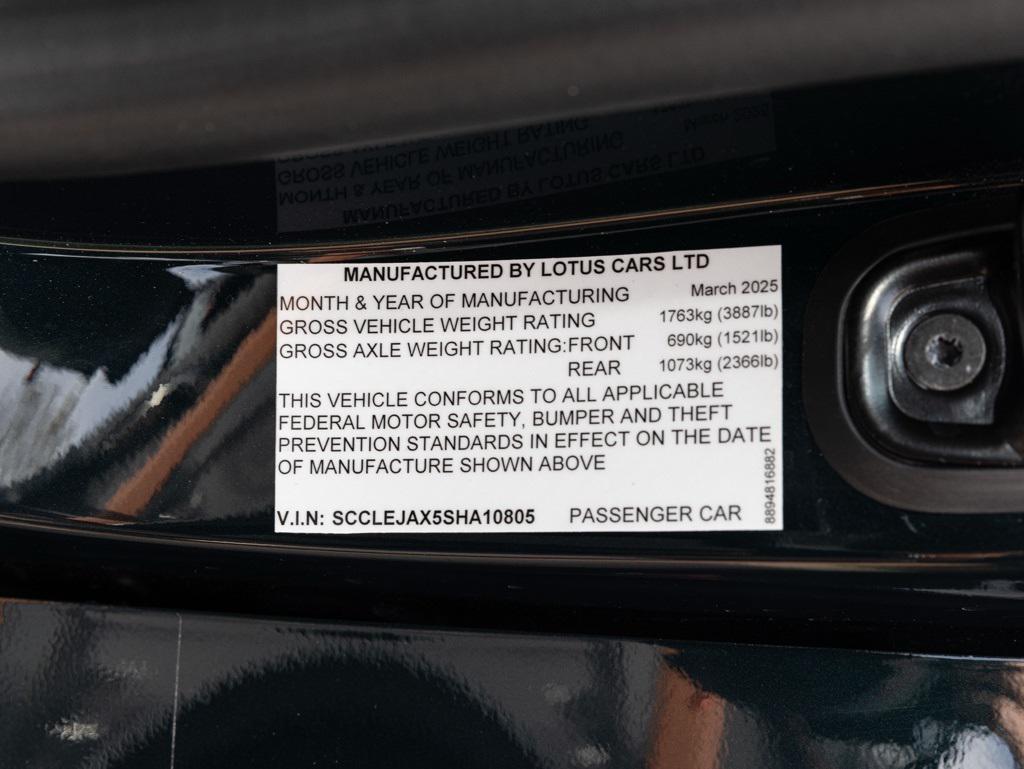 MANUFACTURED BY LOTUS CARS LTD
MONTH & YEAR OF MANUFACTURING March 2025
GROSS VEHICLE WEIGHT RATING 1763kg (3887lb)
GROSS AXLE WEIGHT RATING:FRONT 690kg (1521lb)
REAR 1073kg (2366lb)
THIS VEHICLE CONFORMS TO ALL APPLICABLE
FEDERAL MOTOR SAFETY, BUMPER AND THEFT
PREVENTION STANDARDS IN EFFECT ON THE DATE
OF MANUFACTURE SHOWN ABOVE
V.I.N: SCCLEJAX5SHA10805 PASSENGER CAR
8894816882